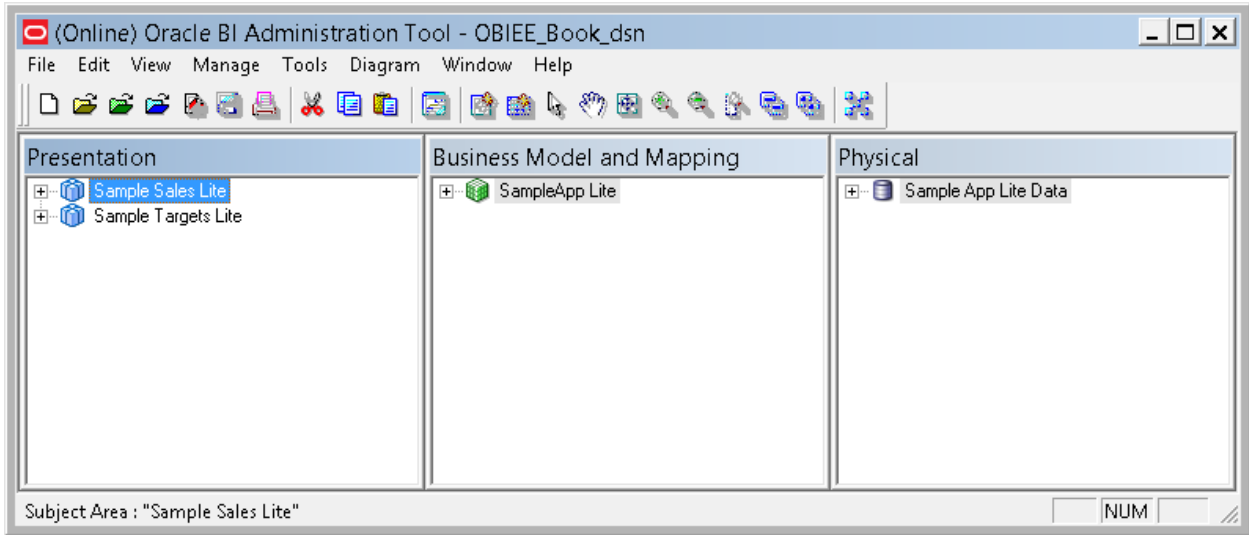 (Online) Oracle BI Administration Tool - OBIEE_Book_dsn
File Edit View Manage Tools Diagram Window Help
Presentation
Sample Sales Lite
Sample Targets Lite
Business Model and Mapping
SampleApp Lite
Physical
Sample App Lite Data
Subject Area : "Sample Sales Lite"
NUM